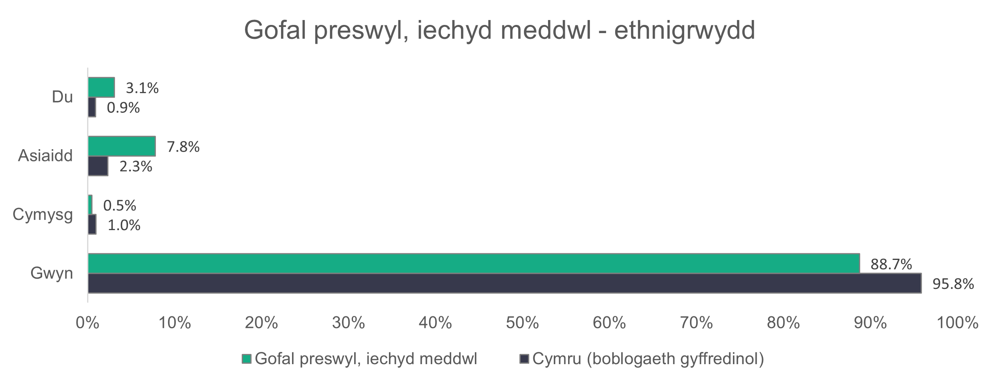 Gofal preswyl, iechyd meddwl - ethnigrwydd
Du
3.1%
0.9%
Asiaidd
7.8%
2.3%
Cymysg
0.5%
1.0%
Gwyn
88.7%
95.8%
0% 10% 20% 30% 40% 50% 60% 70% 80% 90% 100%
Gofal preswyl, iechyd meddwl Cymru (boblogaeth gyffredinol)